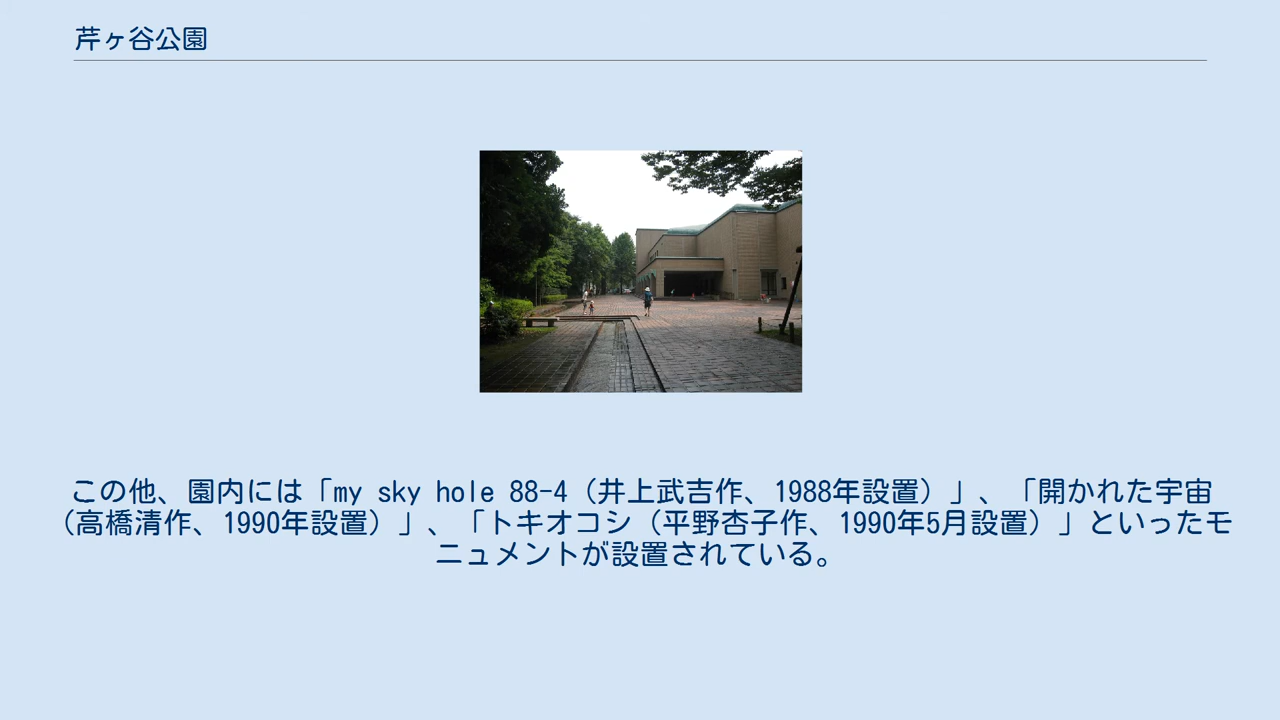 芹ヶ谷公園
この他、園内には「my sky hole 88-4（井上武吉作、1988年設置）」、「開かれた宇宙
（高橋清作、1990年設置）」、「トキオコシ（平野杏子作、1990年5月設置）」といったモ
ニュメントが設置されている。